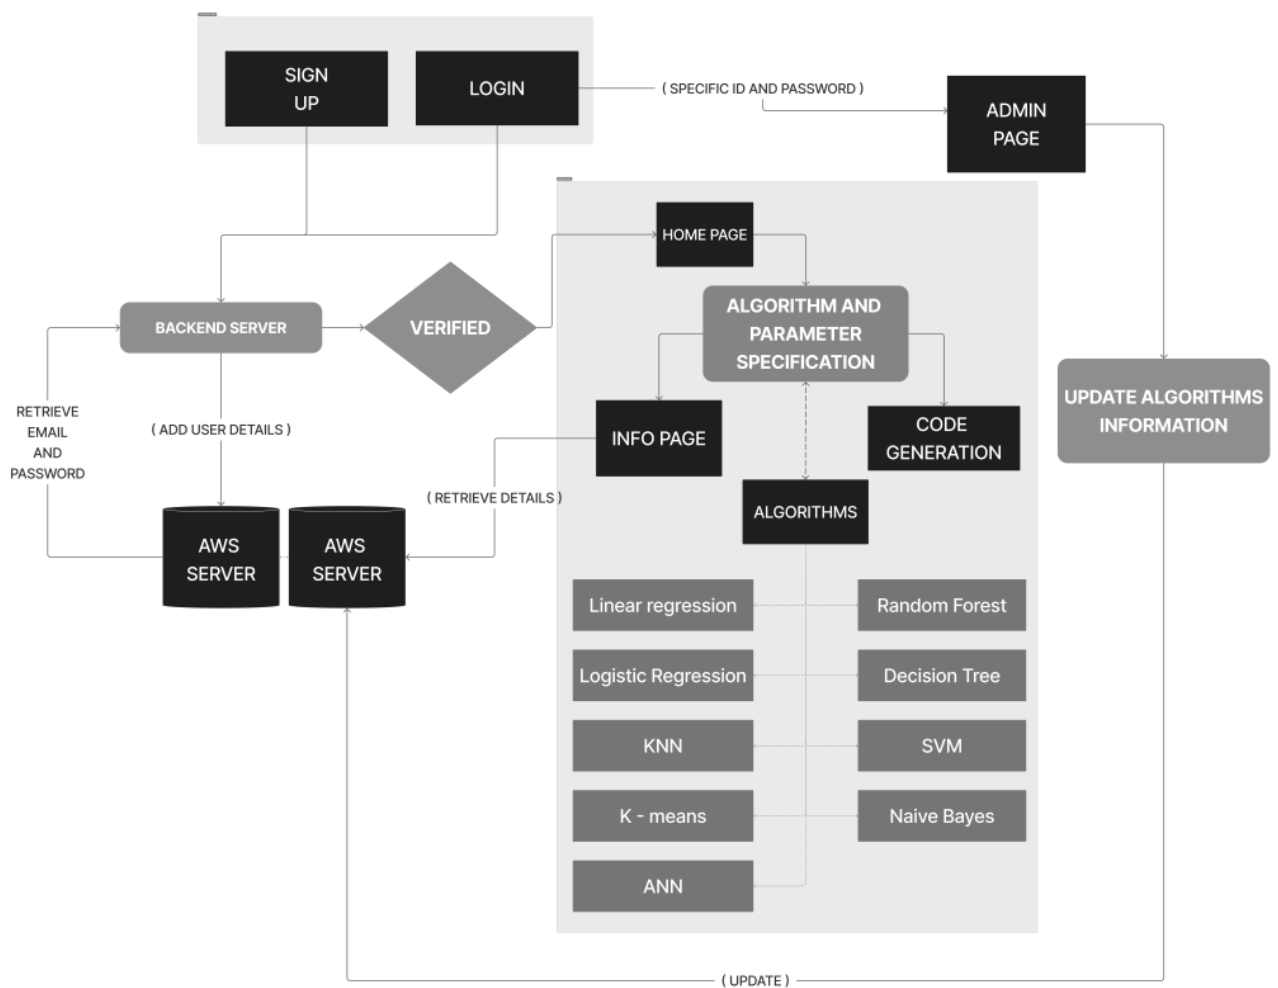 SIGN
UP
LOGIN
( SPECIFIC ID AND PASSWORD )
ADMIN
PAGE
HOME PAGE
BACKEND SERVER
VERIFIED
ALGORITHM AND
PARAMETER
SPECIFICATION
UPDATE ALGORITHMS
INFORMATION
RETRIEVE
EMAIL
AND
PASSWORD
( ADD USER DETAILS )
INFO PAGE
CODE
GENERATION
( RETRIEVE DETAILS )
ALGORITHMS
AWS
SERVER
AWS
SERVER
Linear regression
Random Forest
Logistic Regression
Decision Tree
KNN
SVM
K - means
Naive Bayes
ANN
( UPDATE )